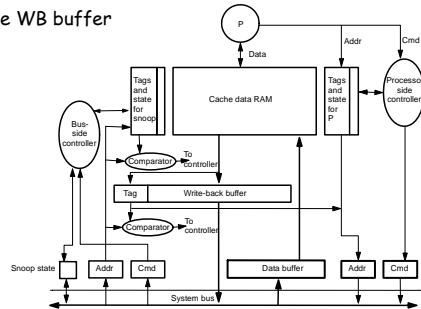 e WB buffer
P
Data
Addr
Cmd
Tags
and
state
for
snoop
Cache data RAM
Tags
and
state
for
P
Processo
side
controller
Bus-
side
controller
Comparator
To
controller
Tag
Write-back buffer
Comparator
To
controller
Snoop state
Addr
Cmd
Data buffer
Addr
Cmd
System bus